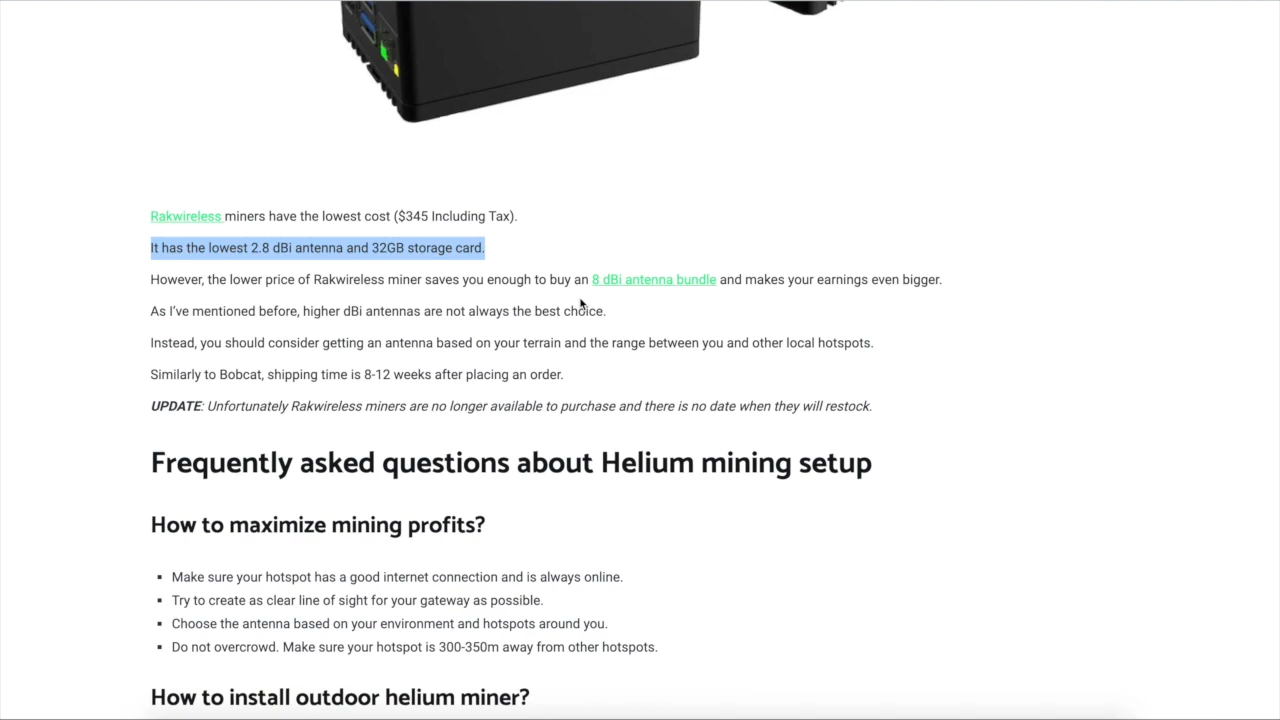 Rakwireless miners have the lowest cost ($345 Including Tax).
It has the lowest 2.8 dBi antenna and 32GB storage card.
However, the lower price of Rakwireless miner saves you enough to buy an 8 dBi antenna bundle and makes your earnings even bigger.
As I’ve mentioned before, higher dBi antennas are not always the best choice.
Instead, you should consider getting an antenna based on your terrain and the range between you and other local hotspots.
Similarly to Bobcat, shipping time is 8-12 weeks after placing an order.
UPDATE: Unfortunately Rakwireless miners are no longer available to purchase and there is no date when they will restock.
Frequently asked questions about Helium mining setup
How to maximize mining profits?
▪ Make sure your hotspot has a good internet connection and is always online.
▪ Try to create as clear line of sight for your gateway as possible.
▪ Choose the antenna based on your environment and hotspots around you.
▪ Do not overcrowd. Make sure your hotspot is 300-350m away from other hotspots.
How to install outdoor helium miner?